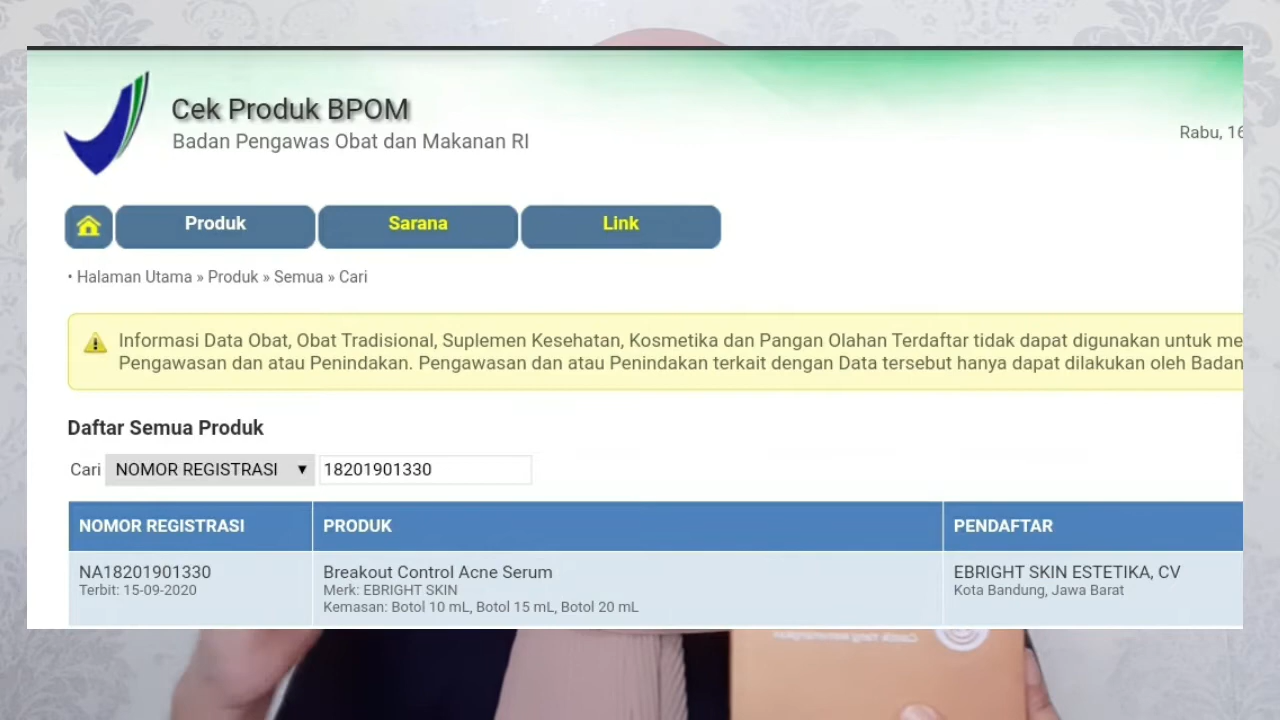 Cek Produk BPOM
Badan Pengawas Obat dan Makanan RI
Rabu, 16
Produk
Sarana
Link
• Halaman Utama » Produk » Semua » Cari
Informasi Data Obat, Obat Tradisional, Suplemen Kesehatan, Kosmetika dan Pangan Olahan Terdaftar tidak dapat digunakan untuk me
Pengawasan dan atau Penindakan. Pengawasan dan atau Penindakan terkait dengan Data tersebut hanya dapat dilakukan oleh Badan
Daftar Semua Produk
Cari NOMOR REGISTRASI ▼ 18201901330
NOMOR REGISTRASI PRODUK PENDAFTAR
NA18201901330 Breakout Control Acne Serum EBRIGHT SKIN ESTETIKA, CV
Terbit: 15-09-2020 Merk: EBRIGHT SKIN Kota Bandung, Jawa Barat
Kemasan: Botol 10 mL, Botol 15 mL, Botol 20 mL